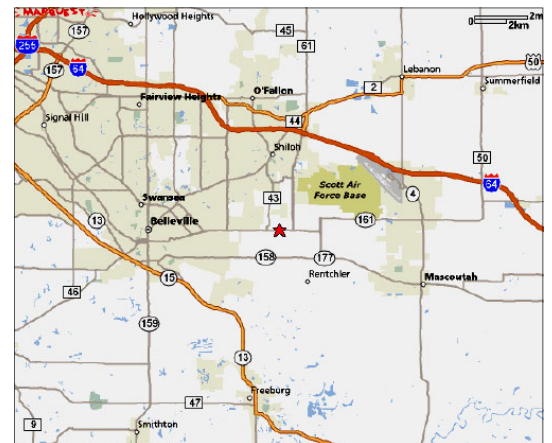 MAPQUEST
Hollywood Heights
0 2mi
2km
157
45
61
255
64
157
2
Lebanon
50
Summerfield
Fairview Heights
O'Fallon
44
Signal Hill
Shiloh
50
Scott Air
Force Base
64
4
43
Swansea
13
Belleville
161
158
177
Rentchler
Mascoutah
15
46
159
13
Freeburg
47
9
Smithton